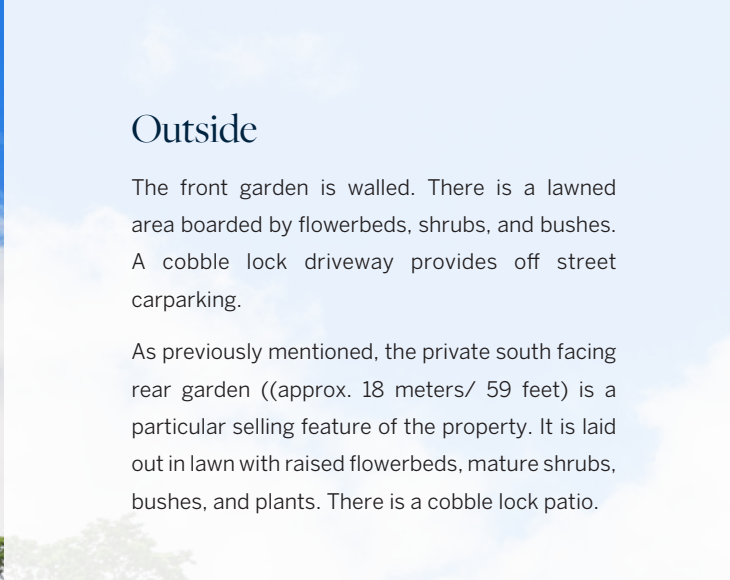 Outside
The front garden is walled. There is a lawned
area boarded by flowerbeds, shrubs, and bushes.
A cobble lock driveway provides off street
carparking.
As previously mentioned, the private south facing
rear garden ((approx. 18 meters/ 59 feet) is a
particular selling feature of the property. It is laid
out in lawn with raised flowerbeds, mature shrubs,
bushes, and plants. There is a cobble lock patio.